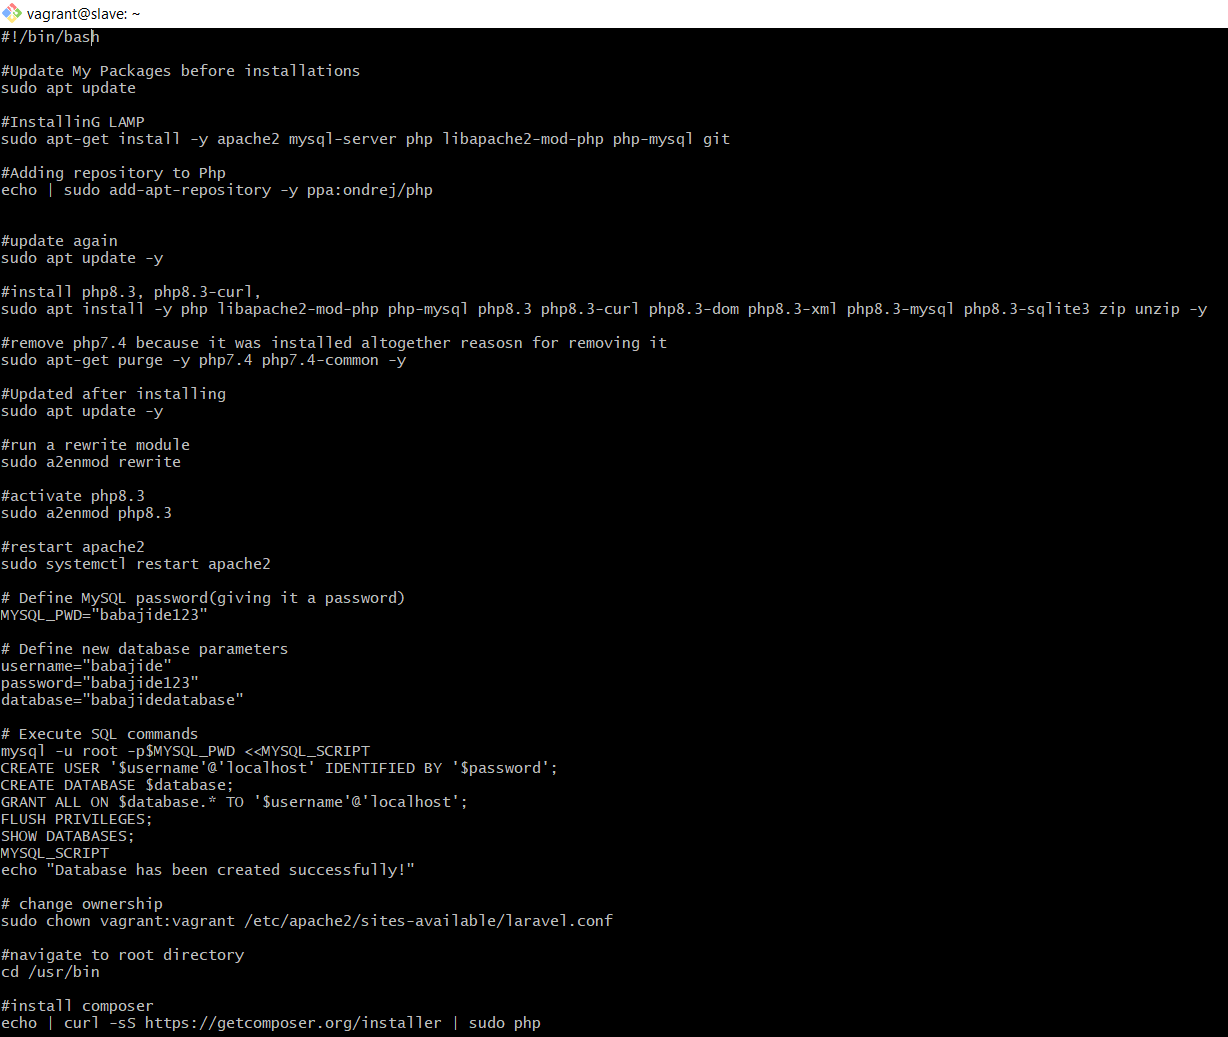 vagrant@slave: ~
#!/bin/bash
#Update My Packages before installations
sudo apt update
#InstallinG LAMP
sudo apt-get install -y apache2 mysql-server php libapache2-mod-php php-mysql git
#Adding repository to Php
echo | sudo add-apt-repository -y ppa:ondrej/php
#update again
sudo apt update -y
#install php8.3, php8.3-curl,
sudo apt install -y php libapache2-mod-php php-mysql php8.3 php8.3-curl php8.3-dom php8.3-xml php8.3-mysql php8.3-sqlite3 zip unzip -y
#remove php7.4 because it was installed altogether reasosn for removing it
sudo apt-get purge -y php7.4 php7.4-common -y
#Updated after installing
sudo apt update -y
#run a rewrite module
sudo a2enmod rewrite
#activate php8.3
sudo a2enmod php8.3
#restart apache2
sudo systemctl restart apache2
# Define MySQL password(giving it a password)
MYSQL_PWD="babajide123"
# Define new database parameters
username="babajide"
password="babajide123"
database="babajidedatabase"
# Execute SQL commands
mysql -u root -p$MYSQL_PWD <<MYSQL_SCRIPT
CREATE USER '$username'@'localhost' IDENTIFIED BY '$password';
CREATE DATABASE $database;
GRANT ALL ON $database.* TO '$username'@'localhost';
FLUSH PRIVILEGES;
SHOW DATABASES;
MYSQL_SCRIPT
echo "Database has been created successfully!"
# change ownership
sudo chown vagrant:vagrant /etc/apache2/sites-available/laravel.conf
#navigate to root directory
cd /usr/bin
#install composer
echo | curl -sS https://getcomposer.org/installer | sudo php